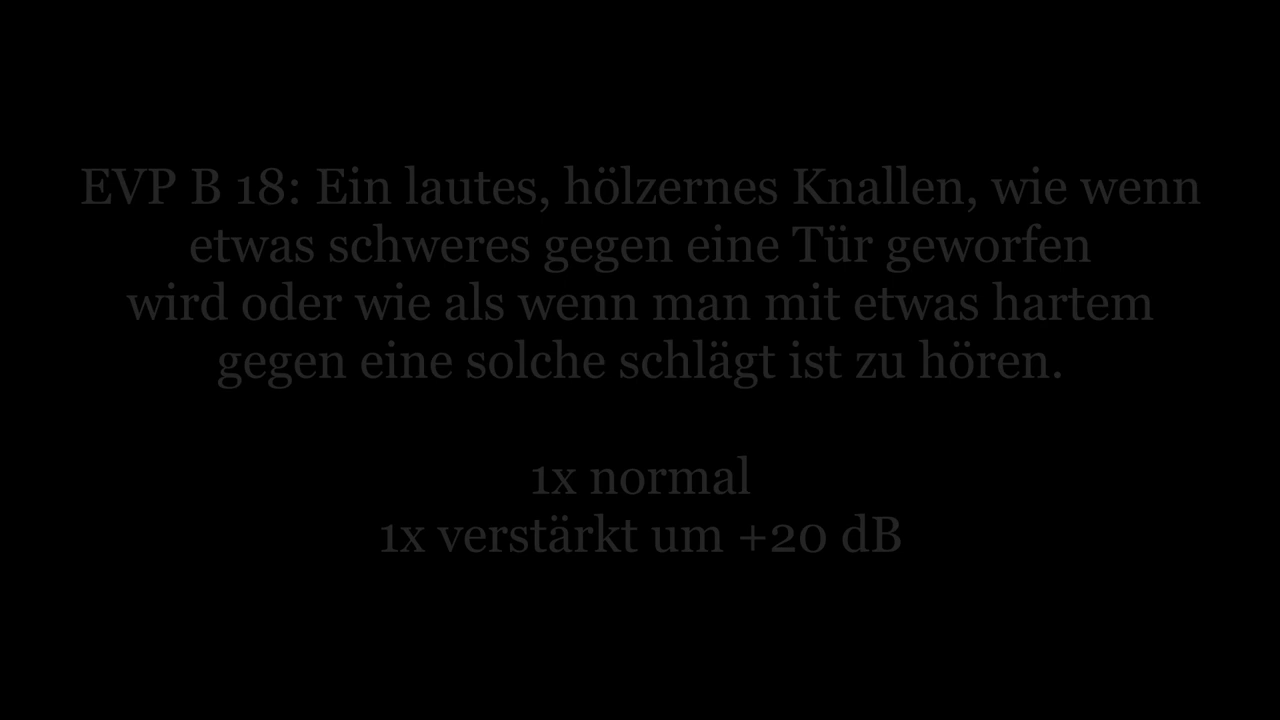 EVP B 18: Ein lautes, hölzernes Knallen, wie wenn
etwas schweres gegen eine Tür geworfen
wird oder wie als wenn man mit etwas hartem
gegen eine solche schlägt ist zu hören.
1x normal
1x verstärkt um +20 dB